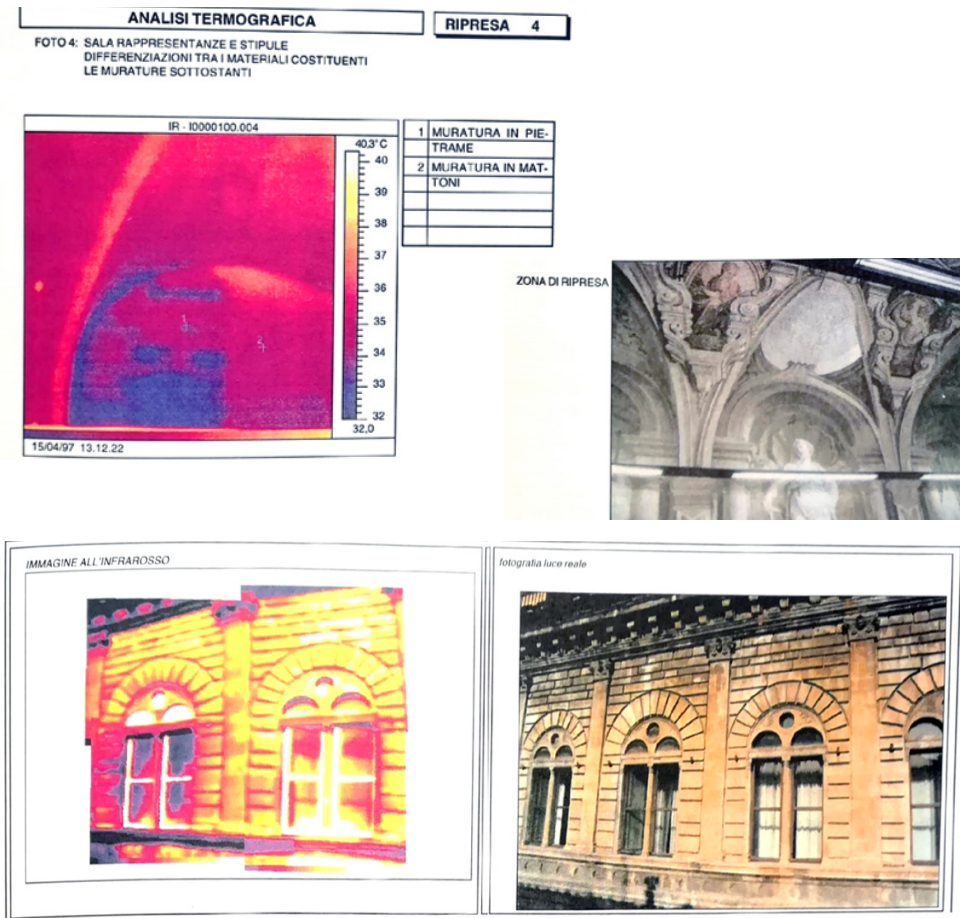 ANALISI TERMOGRAFICA
RIPRESA 4
FOTO 4: SALA RAPPRESENTANZE E STIPULE
DIFFERENZIAZIONI TRA I MATERIALI COSTITUENTI
LE MURATURE SOTTOSTANTI
IR - I0000100.004
40,3°C
40
39
38
37
36
35
34
33
32
32,0
1
2
15/04/97 13.12.22
1 MURATURA IN PIE-
TRAME
2 MURATURA IN MAT-
TONI
ZONA DI RIPRESA
IMMAGINE ALL'INFRAROSSO
fotografia luce reale